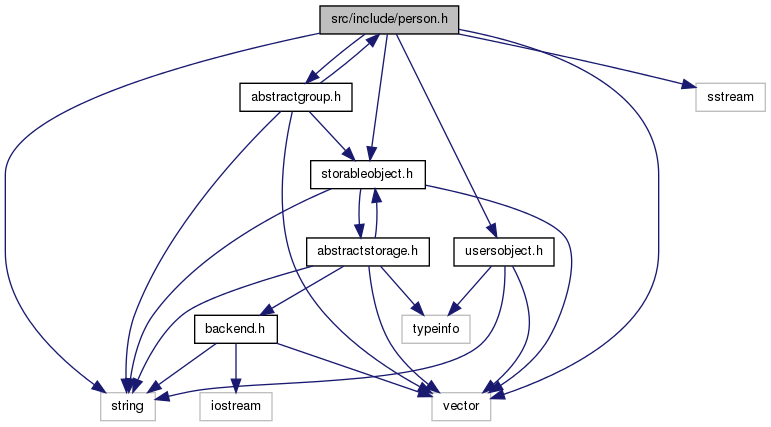 src/include/person.h
abstractgroup.h
sstream
storableobject.h
abstractstorage.h
usersobject.h
backend.h
typeinfo
string
iostream
vector